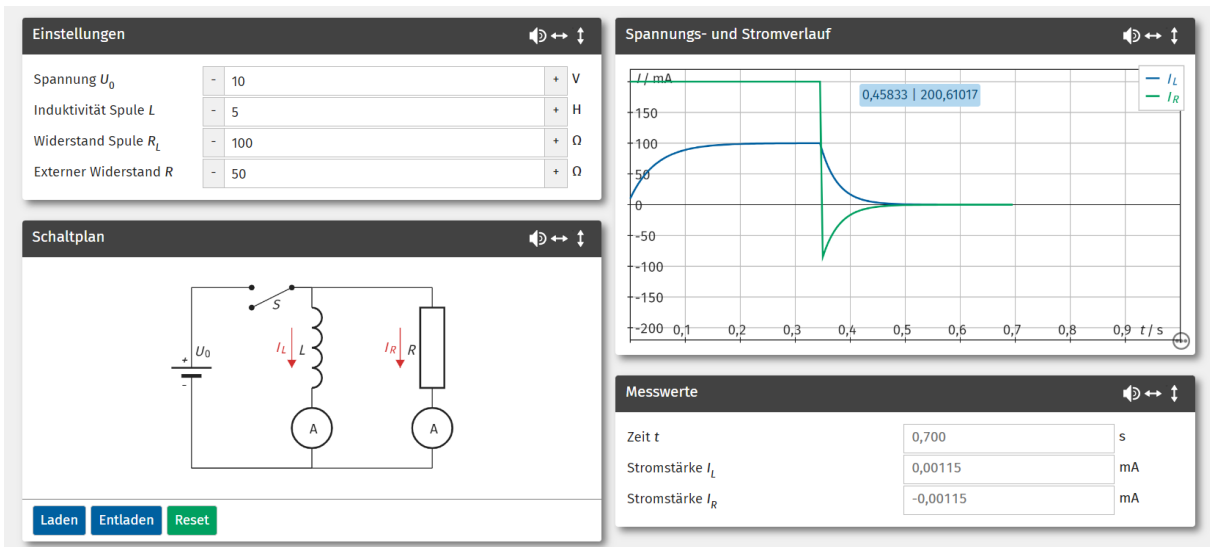 Einstellungen
Spannung U0 - 10 + V
Induktivität Spule L - 5 + H
Widerstand Spule RL - 100 + Ω
Externer Widerstand R - 50 + Ω
Schaltplan
S
U0
+
-
IL L
IR R
A A
Laden Entladen Reset
Spannungs- und Stromverlauf
I / mA
IL
IR
0,45833 | 200,61017
150
100
50
0
-50
-100
-150
-200 0,1 0,2 0,3 0,4 0,5 0,6 0,7 0,8 0,9 t / s
Messwerte
Zeit t 0,700 s
Stromstärke IL 0,00115 mA
Stromstärke IR -0,00115 mA